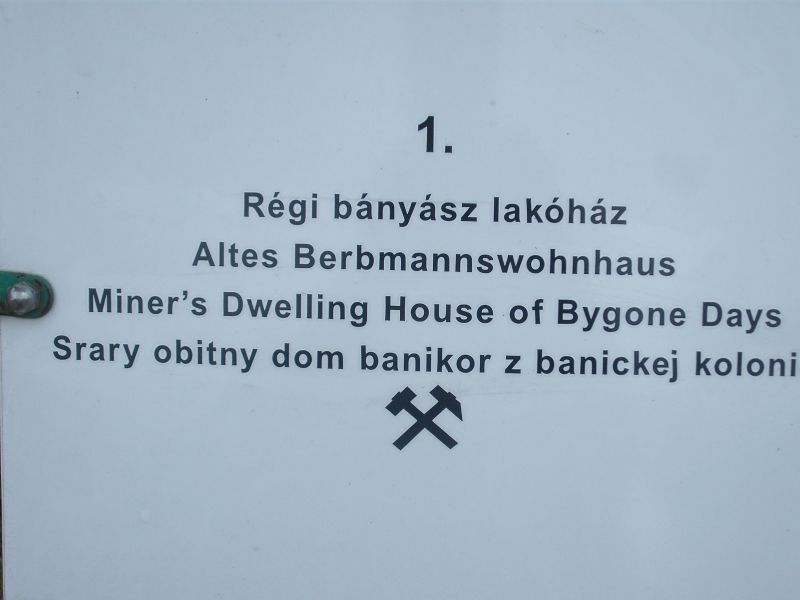 1.
Régi bányász lakóház
Altes Berbmannswohnhaus
Miner's Dwelling House of Bygone Days
Srary obitny dom banikor z banickej koloni